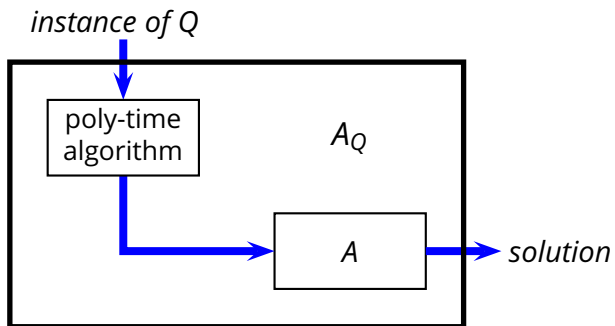 instance of Q
poly-time
algorithm
A_Q
A
solution